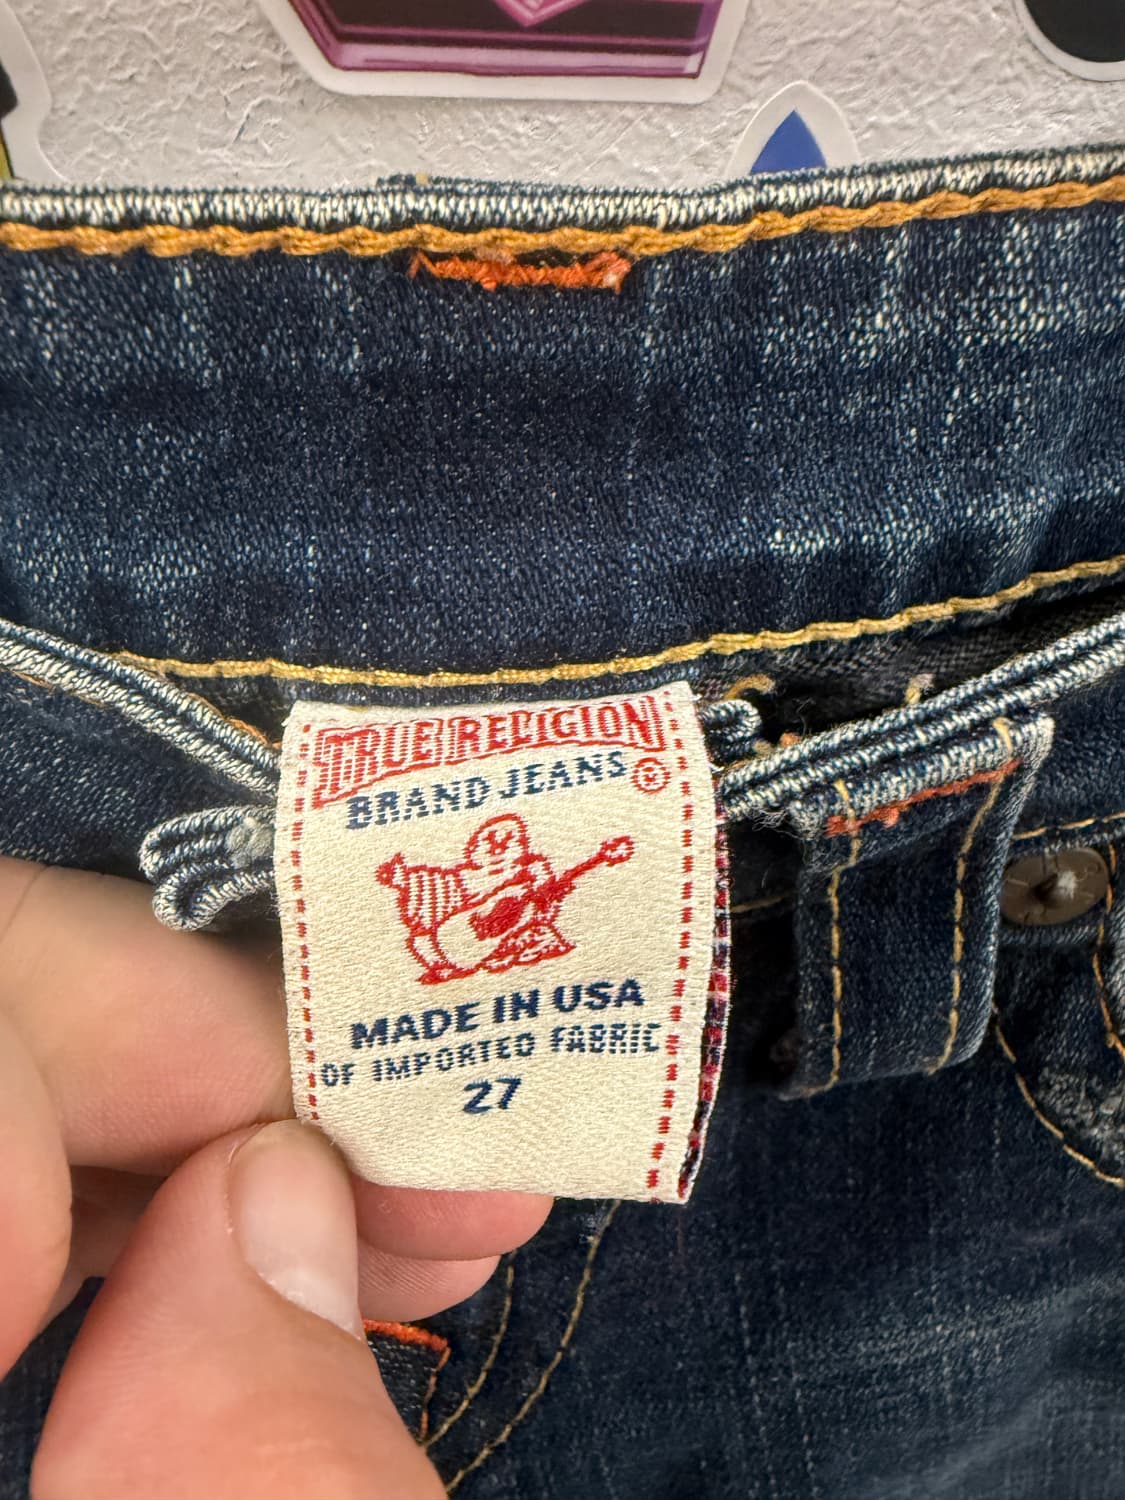 TRUE RELIGION
BRAND JEANS ®
MADE IN USA
OF IMPORTED FABRIC
27